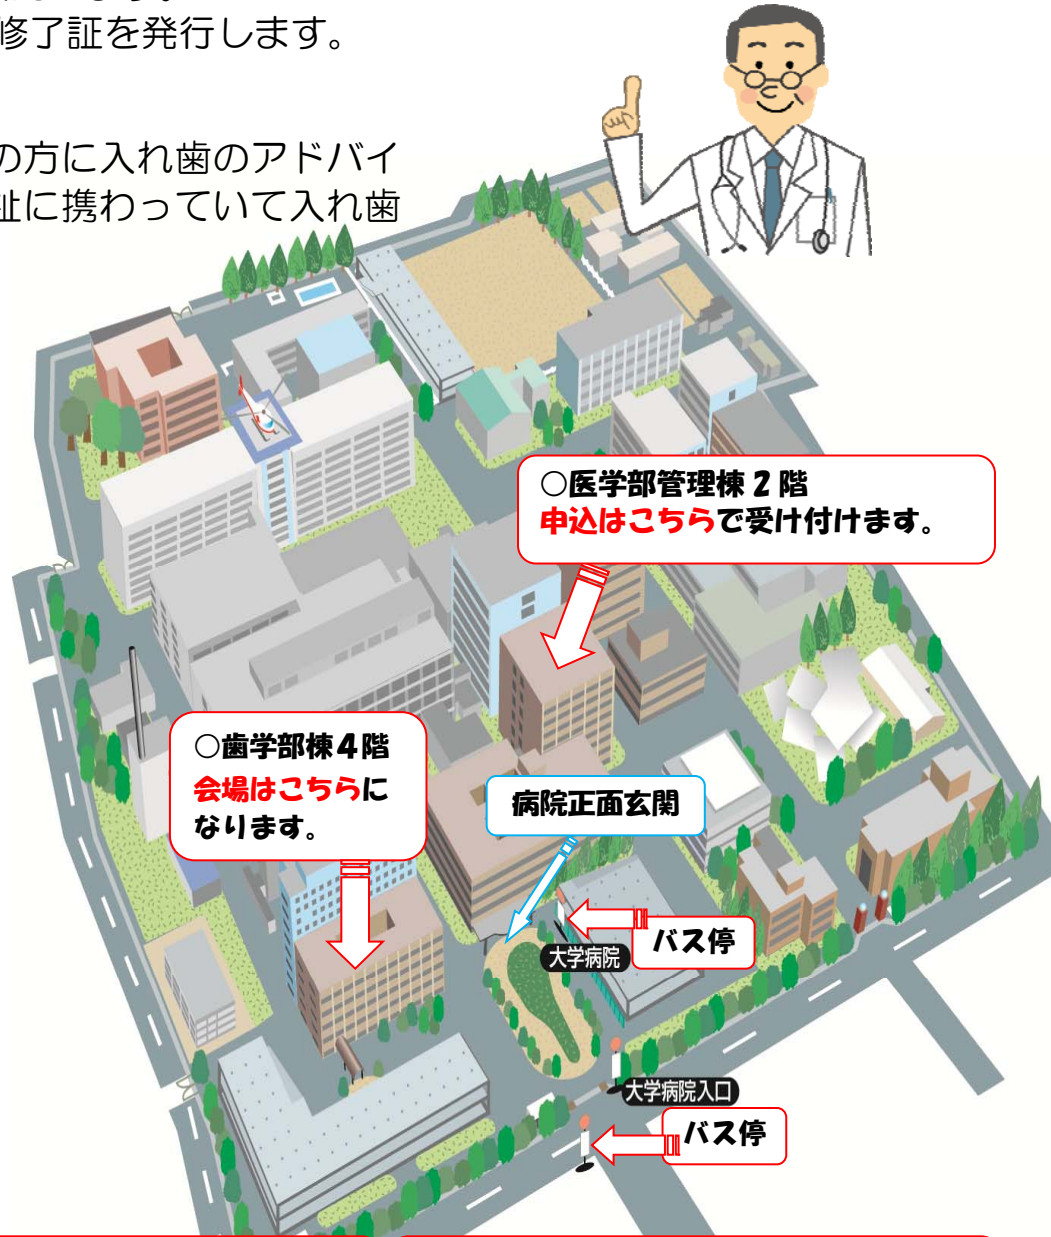 修了証を発行します。
の方に入れ歯のアドバイ
祉に携わっていて入れ歯
○医学部管理棟2階
申込はこちらで受け付けます。
○歯学部棟4階
会場はこちらに
なります。
病院正面玄関
バス停
大学病院
大学病院入口
バス停